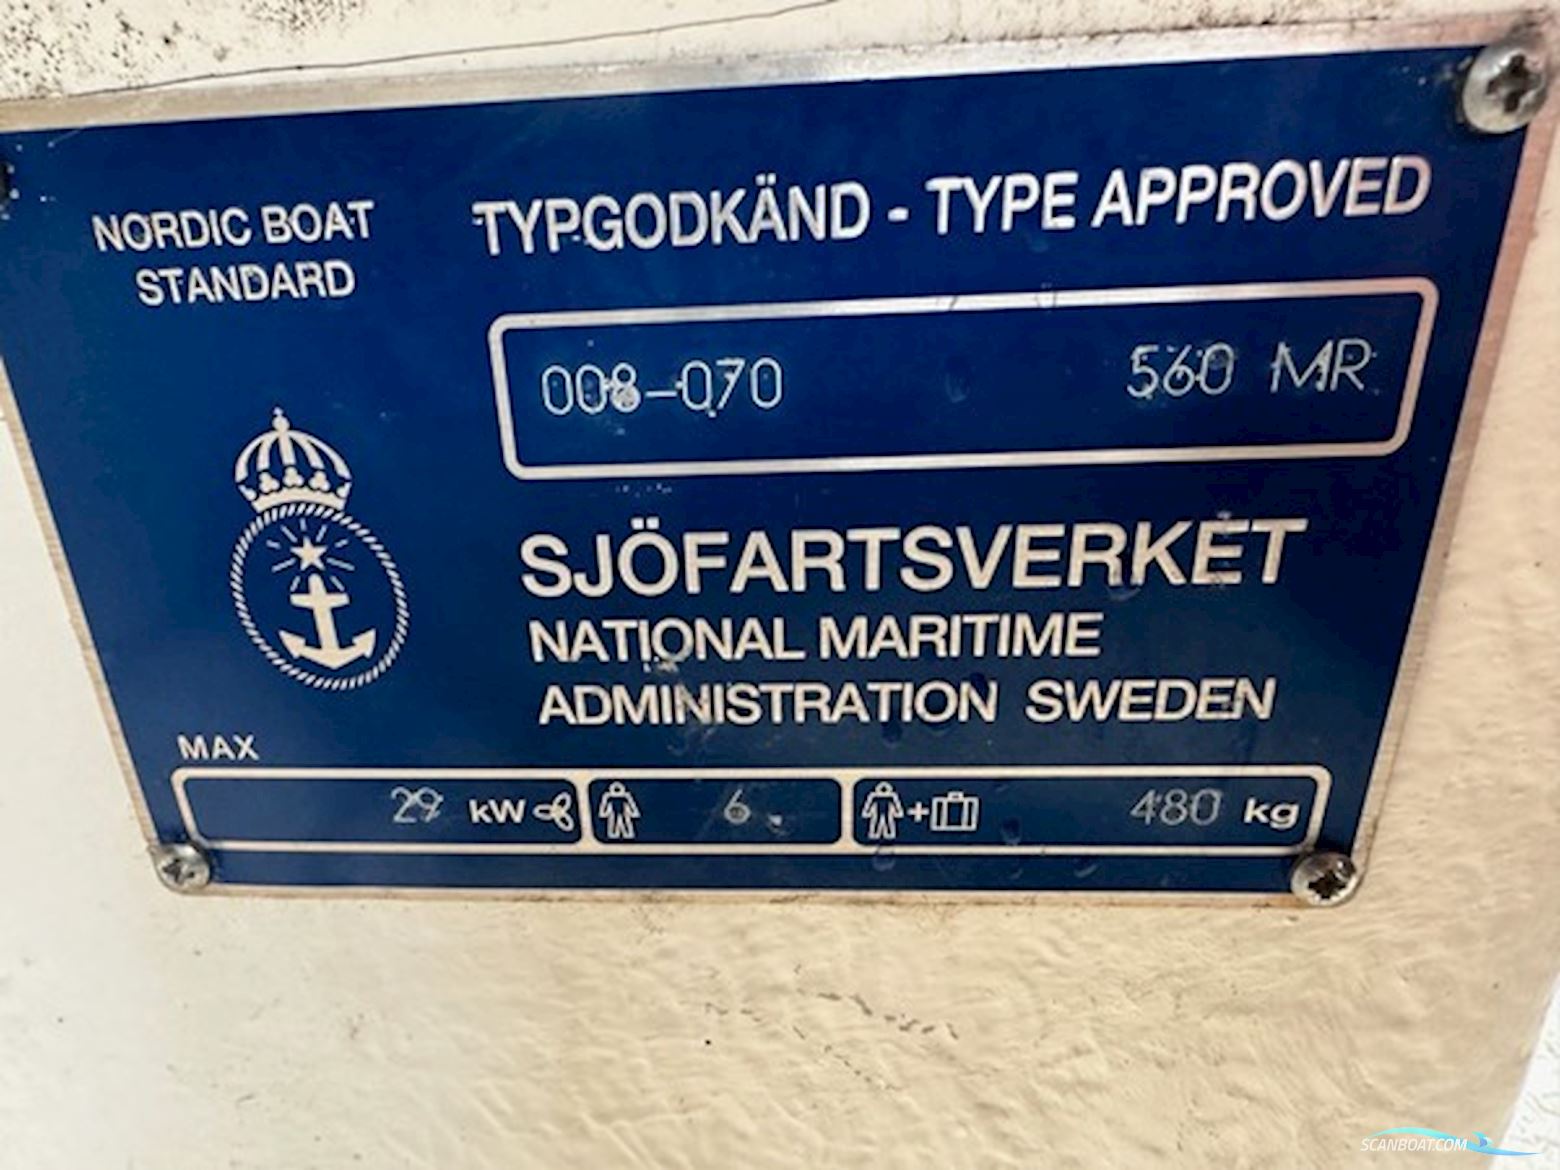 NORDIC BOAT
STANDARD
TYPGODKÄND - TYPE APPROVED
008-070 560 MR
SJÖFARTSVERKET
NATIONAL MARITIME
ADMINISTRATION SWEDEN
MAX
29 kW 6 + 480 kg
SCANBOAT.COM